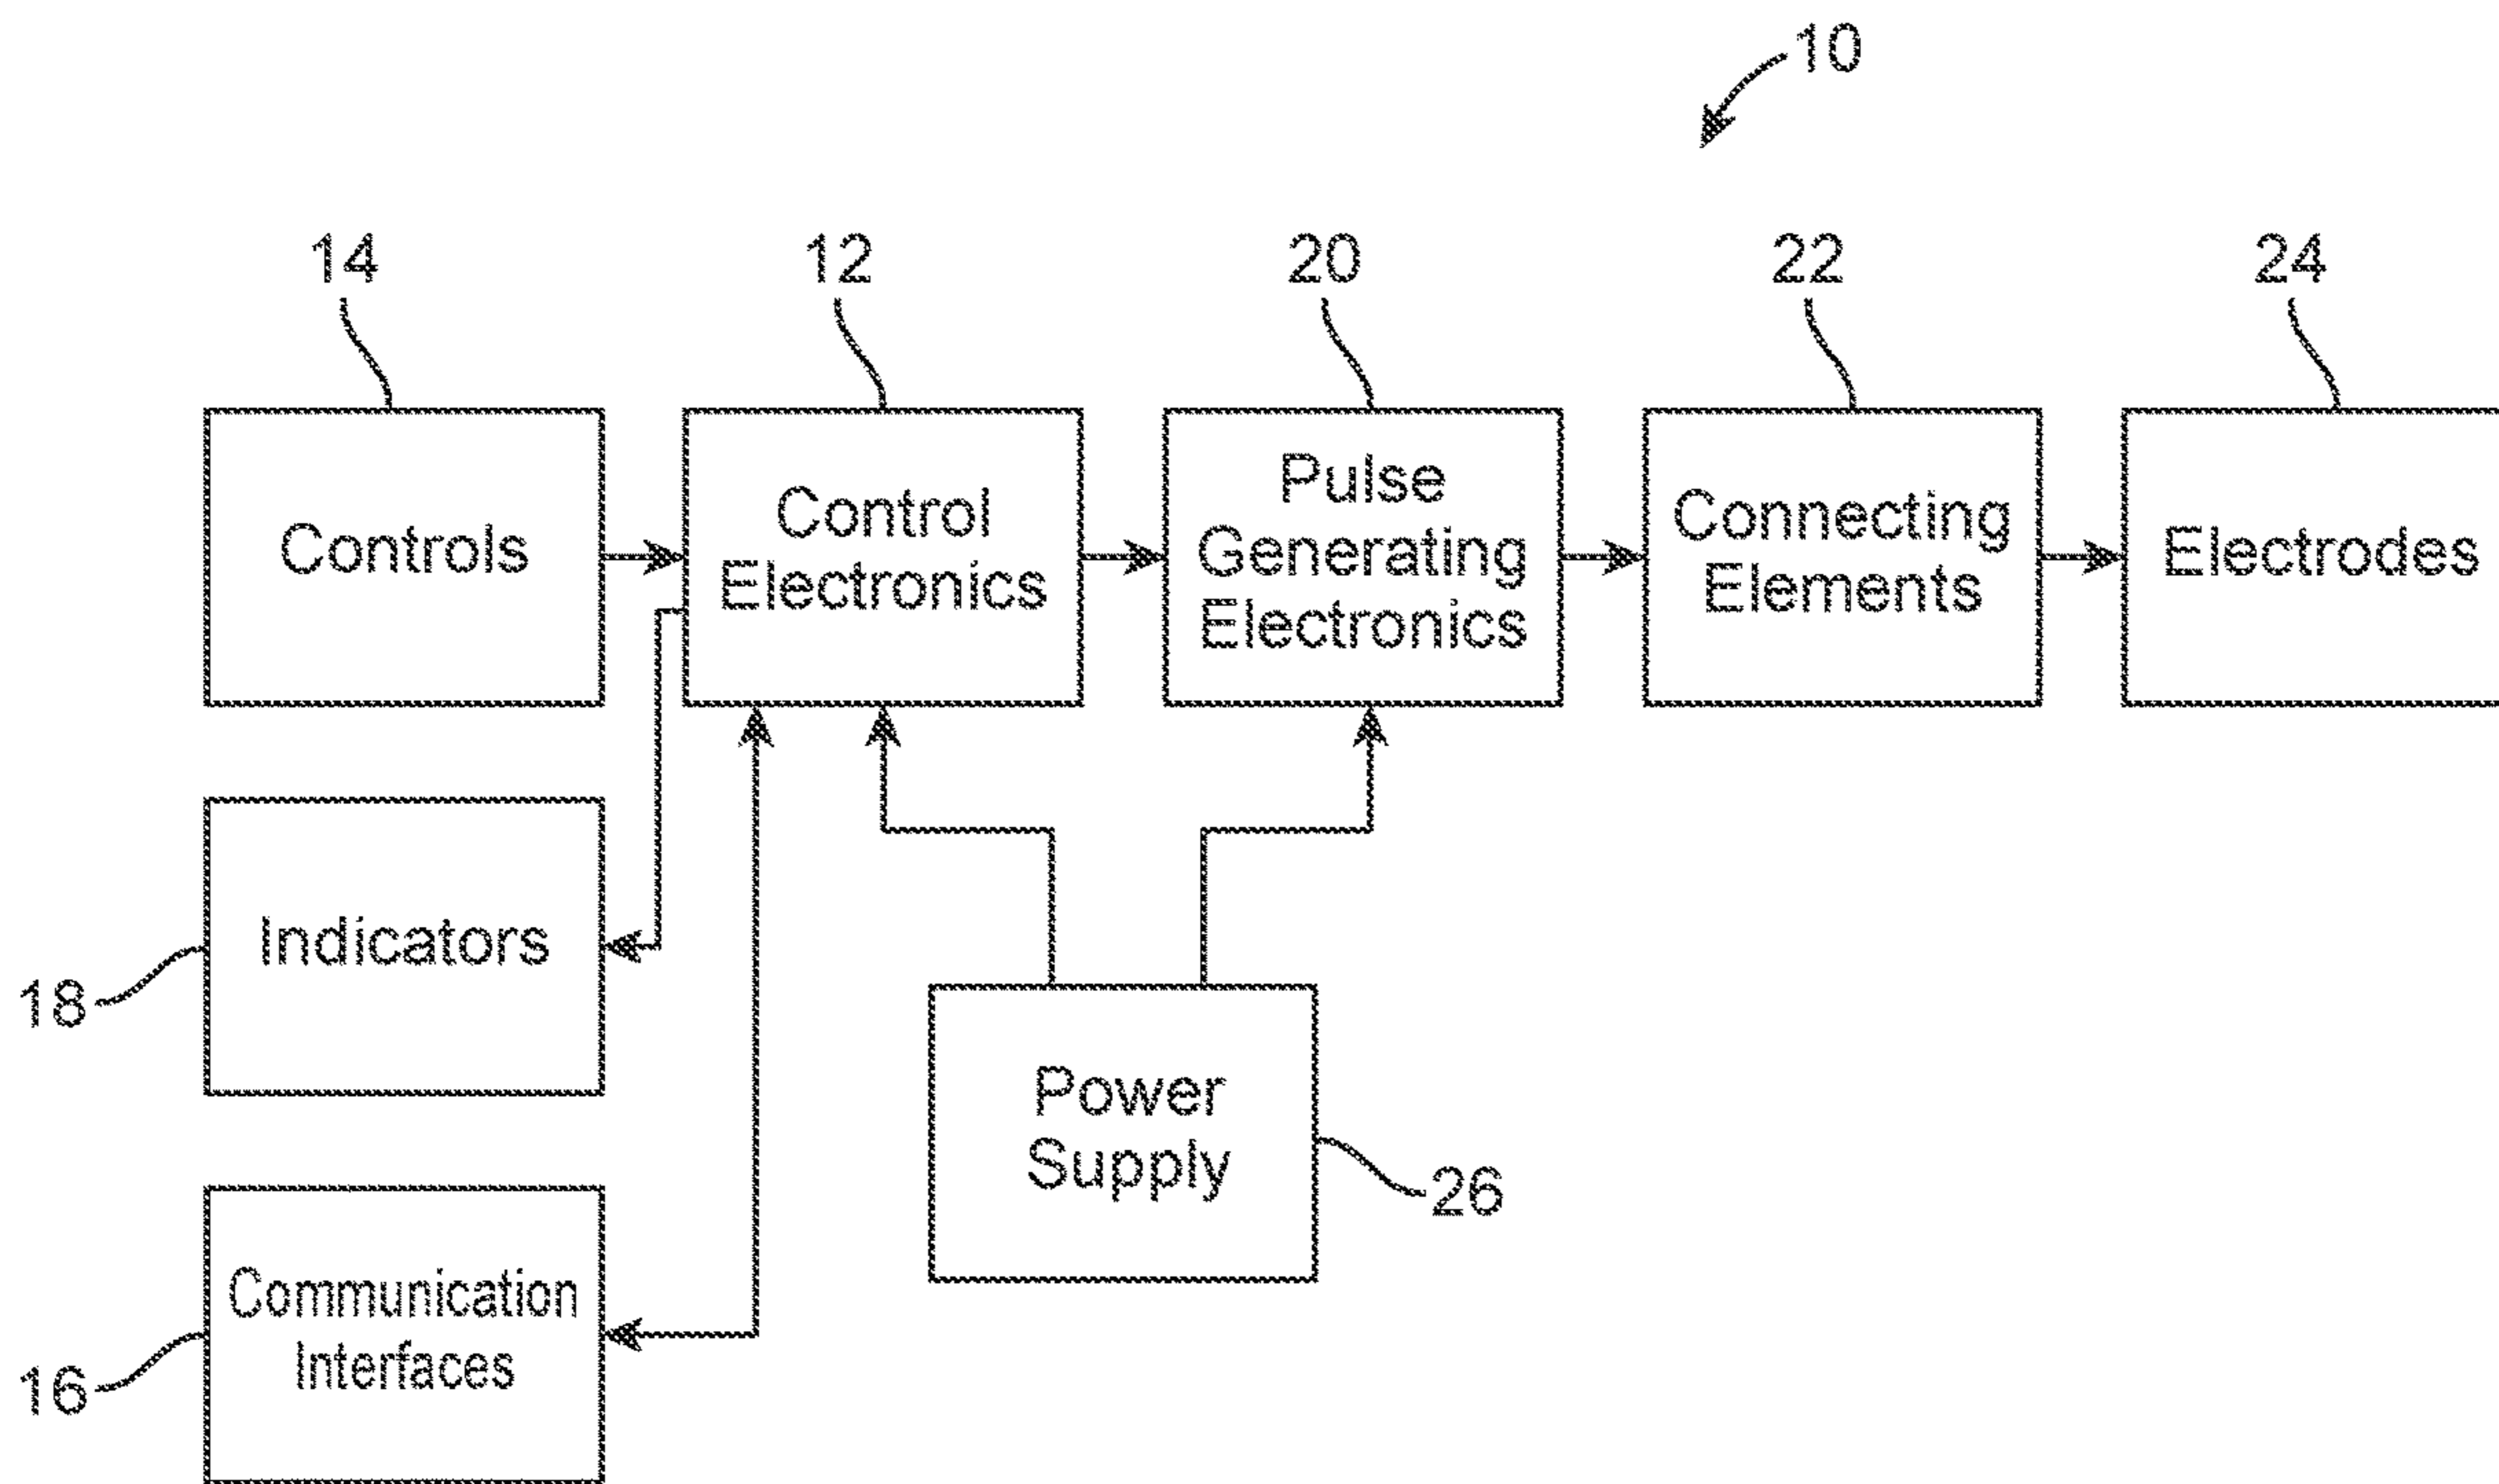 10
14
12
20
22
24
Controls
Control
Electronics
Pulse
Generating
Electronics
Connecting
Elements
Electrodes
Indicators
18
Power
Supply
26
Communication
Interfaces
16